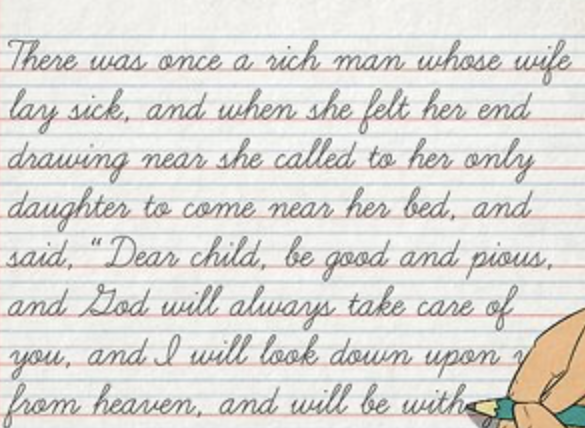 There was once a rich man whose wife
lay sick, and when she felt her end
drawing near she called to her only
daughter to come near her bed, and
said, "Dear child, be good and pious,
and God will always take care of
you, and I will look down upon
from heaven, and will be with